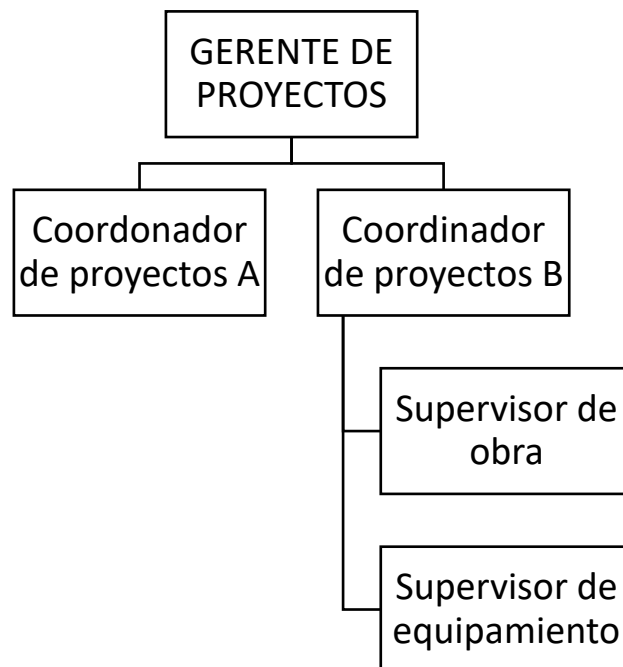 GERENTE DE
PROYECTOS
Coordonador
de proyectos A
Coordinador
de proyectos B
Supervisor de
obra
Supervisor de
equipamiento